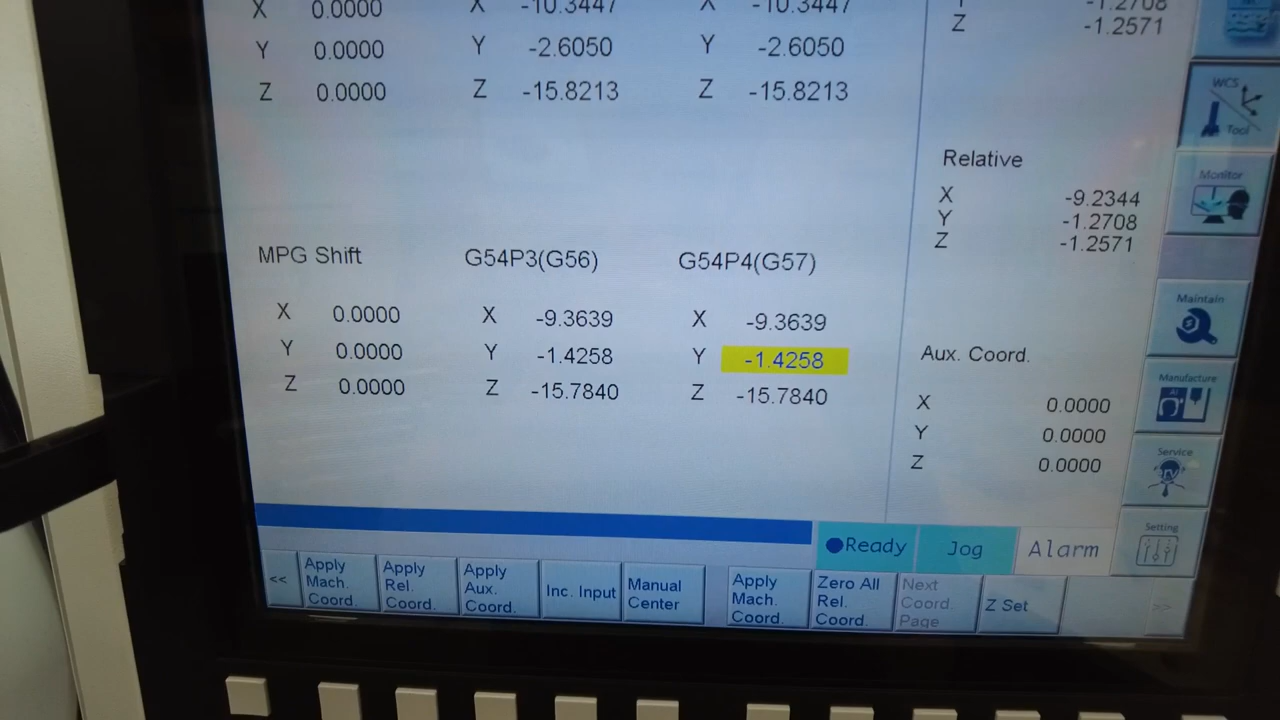 X 0.0000 X -10.3447 X -10.3447
-1.2708
Z -1.2571
Y 0.0000 Y -2.6050 Y -2.6050
Z 0.0000 Z -15.8213 Z -15.8213
WCS
Tool
Relative
X -9.2344
Y -1.2708
Z -1.2571
Monitor
MPG Shift G54P3(G56) G54P4(G57)
X 0.0000 X -9.3639 X -9.3639
Y 0.0000 Y -1.4258 Y -1.4258
Z 0.0000 Z -15.7840 Z -15.7840
Maintain
Aux. Coord.
X 0.0000
Y 0.0000
Z 0.0000
Manufacture
Service
Setting
Ready Jog Alarm
<<
Apply
Mach.
Coord.
Apply
Rel.
Coord.
Apply
Aux.
Coord.
Inc. Input
Manual
Center
Apply
Mach.
Coord.
Zero All
Rel.
Coord.
Next
Coord.
Page
Z Set
>>